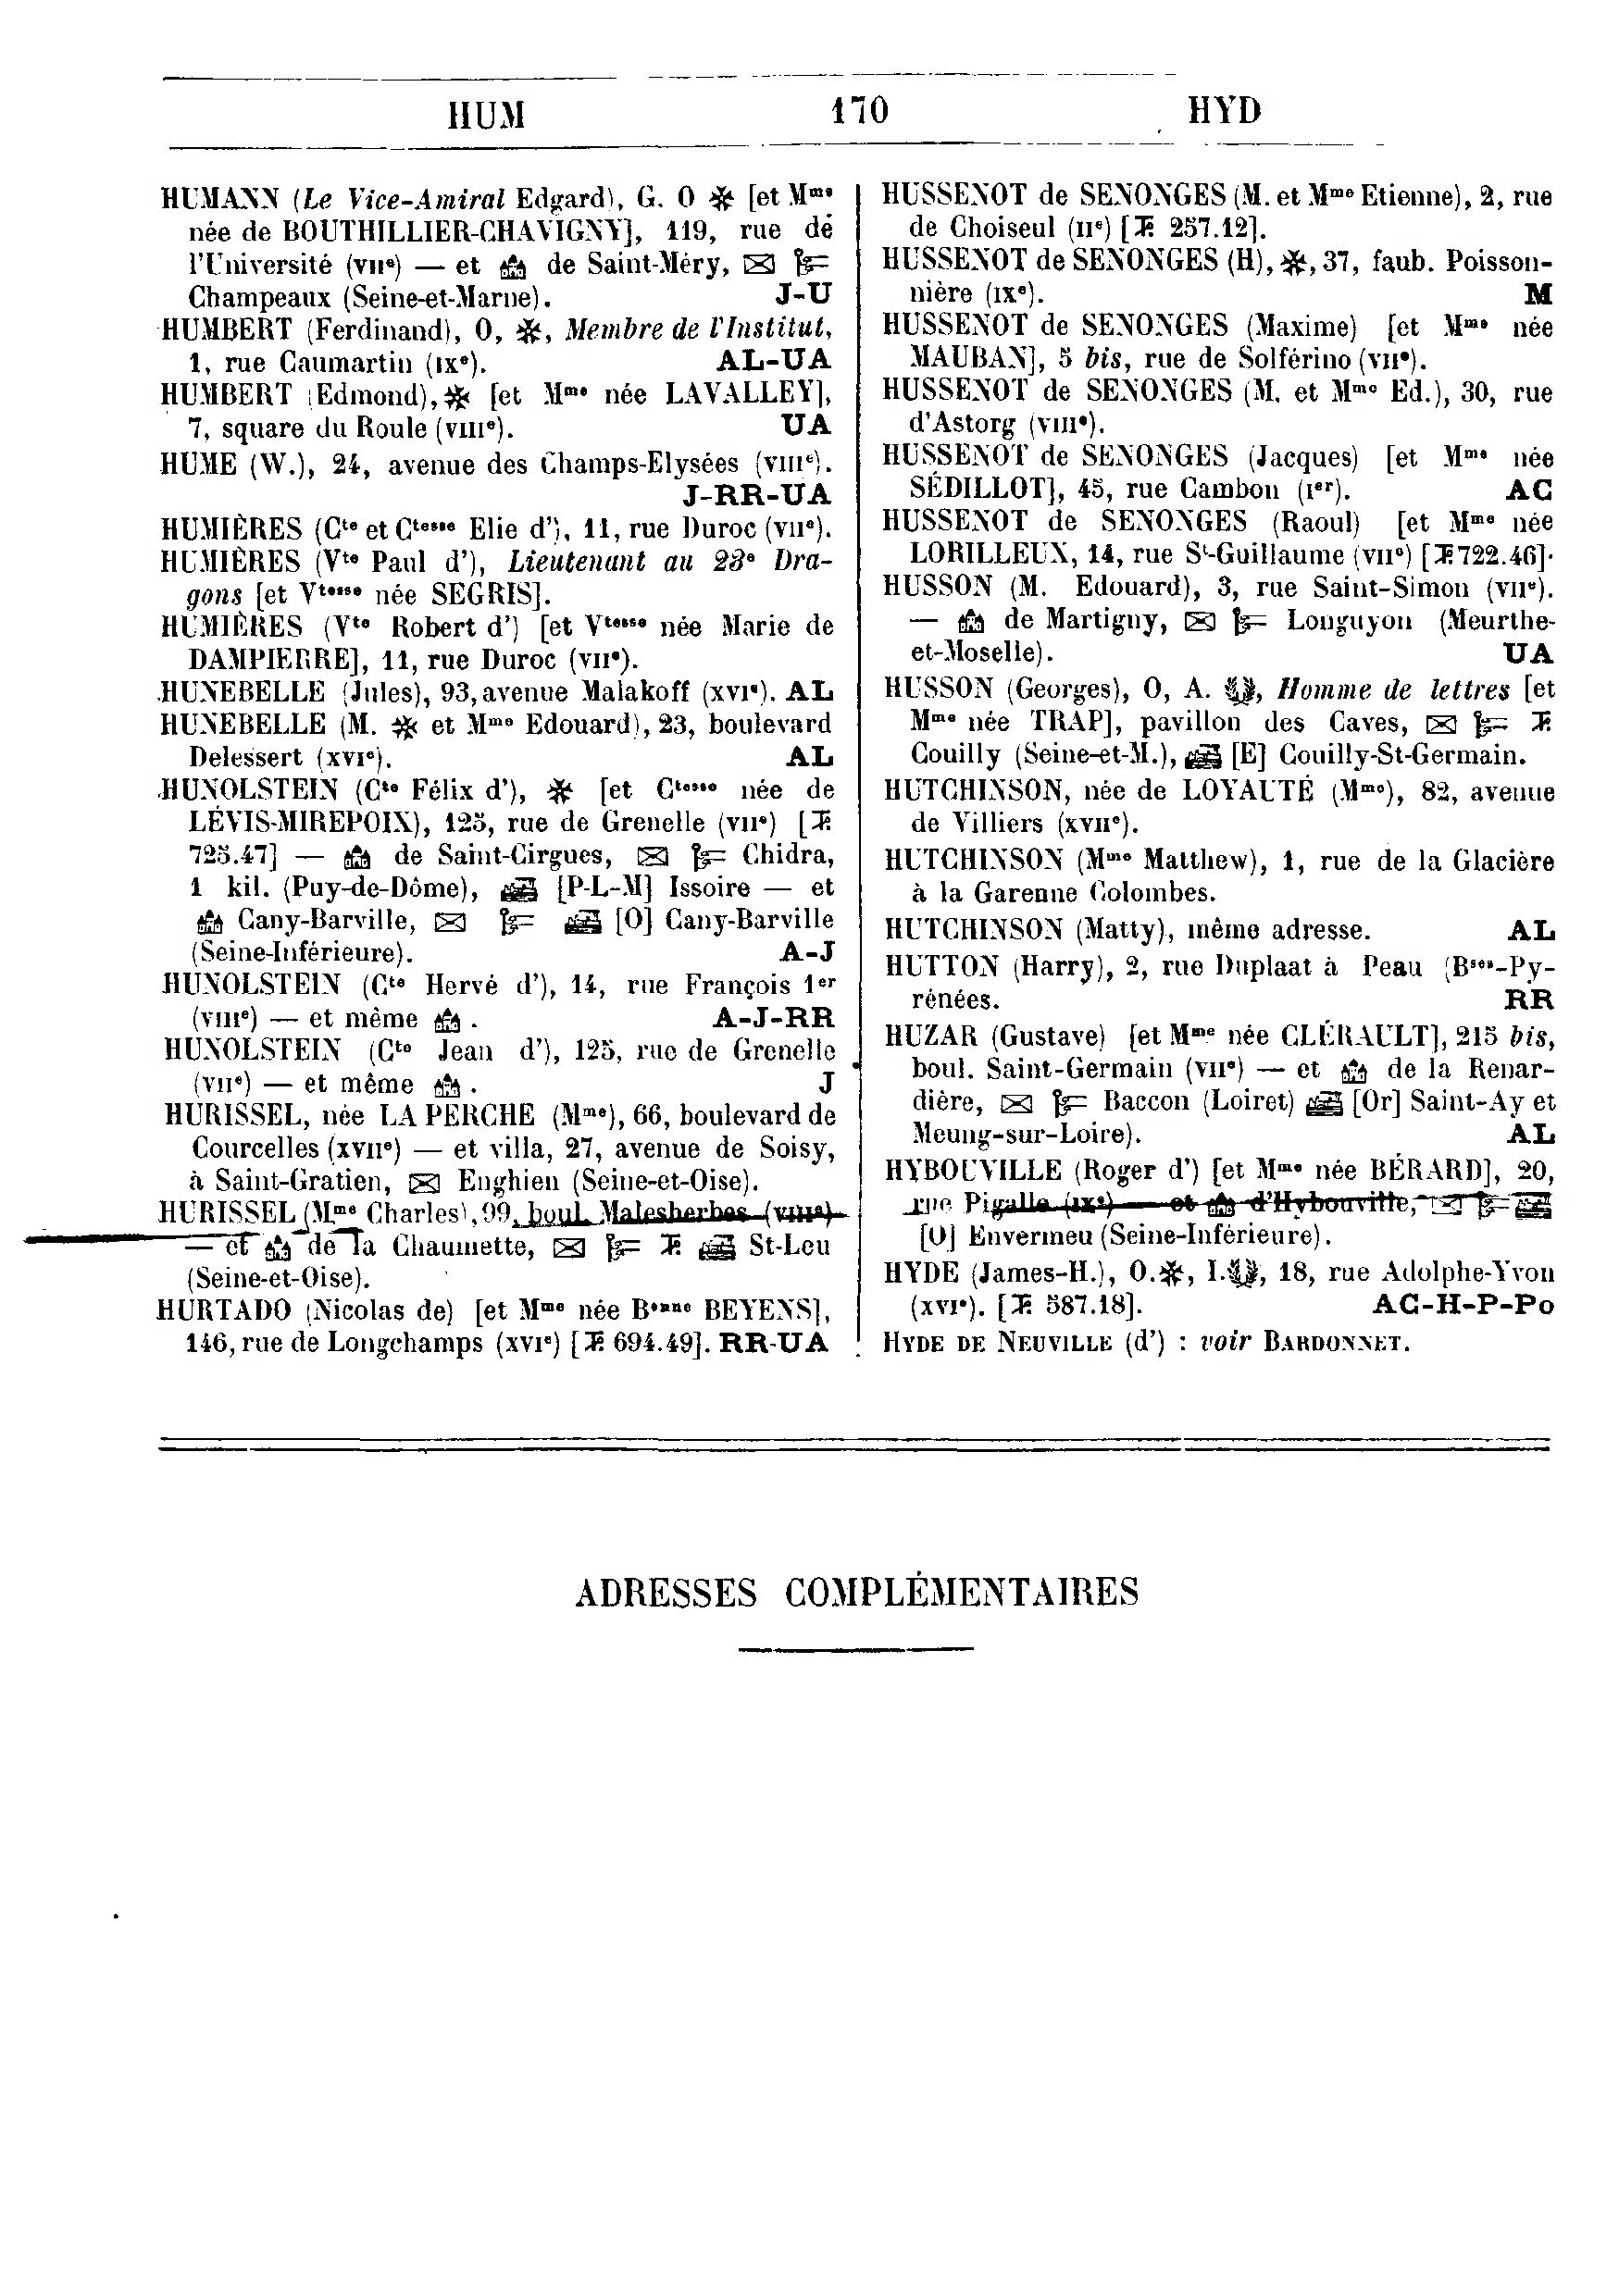 HUM 170 HYD
HUMANN (Le Vice-Amiral Edgard), G. O ✻ [et Mme
née de BOUTHILLIER-CHAVIGNY], 119, rue de
l'Université (VIIe) — et de Saint-Méry,
Champeaux (Seine-et-Marne). J-U
HUMBERT (Ferdinand), O, ✻, Membre de l'Institut,
1, rue Caumartin (IXe). AL-UA
HUMBERT (Edmond), ✻ [et Mme née LAVALLEY],
7, square du Roule (VIIIe). UA
HUME (W.), 24, avenue des Champs-Elysées (VIIIe).
J-RR-UA
HUMIÈRES (Cte et Ctesse Elie d'), 11, rue Duroc (VIIe).
HUMIÈRES (Vte Paul d'), Lieutenant au 23e Dra-
gons [et Vtesse née SEGRIS].
HUMIÈRES (Vte Robert d') [et Vtesse née Marie de
DAMPIERRE], 11, rue Duroc (VIIe).
HUNEBELLE (Jules), 93, avenue Malakoff (XVIe). AL
HUNEBELLE (M. ✻ et Mme Edouard), 23, boulevard
Delessert (XVIe). AL
HUNOLSTEIN (Cte Félix d'), ✻ [et Ctesse née de
LÉVIS-MIREPOIX), 125, rue de Grenelle (VIIe) [T.
725.47] — de Saint-Cirgues, Chidra,
1 kil. (Puy-de-Dôme), [P-L-M] Issoire — et
Cany-Barville, [O] Cany-Barville
(Seine-Inférieure). A-J
HUNOLSTEIN (Cte Hervé d'), 14, rue François 1er
(VIIIe) — et même . A-J-RR
HUNOLSTEIN (Cte Jean d'), 125, rue de Grenelle
(VIIe) — et même . J
HURISSEL, née LA PERCHE (Mme), 66, boulevard de
Courcelles (XVIIe) — et villa, 27, avenue de Soisy,
à Saint-Gratien, Enghien (Seine-et-Oise).
HURISSEL (Mme Charles), 99, boul. Malesherbes (VIIIe)
— et de la Chaumette, T. St-Leu
(Seine-et-Oise).
HURTADO (Nicolas de) [et Mme née Bonne BEYENS],
146, rue de Longchamps (XVIe) [T. 694.49]. RR-UA
HUSSENOT de SENONGES (M. et Mme Etienne), 2, rue
de Choiseul (IIe) [T. 257.12].
HUSSENOT de SENONGES (H), ✻, 37, faub. Poisson-
nière (IXe). M
HUSSENOT de SENONGES (Maxime) [et Mme née
MAUBAN], 5 bis, rue de Solférino (VIIe).
HUSSENOT de SENONGES (M. et Mme Ed.), 30, rue
d'Astorg (VIIIe).
HUSSENOT de SENONGES (Jacques) [et Mme née
SÉDILLOT], 45, rue Cambon (Ier). AC
HUSSENOT de SENONGES (Raoul) [et Mme née
LORILLEUX, 14, rue St-Guillaume (VIIe) [T. 722.46].
HUSSON (M. Edouard), 3, rue Saint-Simon (VIIe).
— de Martigny, Longuyon (Meurthe-
et-Moselle). UA
HUSSON (Georges), O, A. , Homme de lettres [et
Mme née TRAP], pavillon des Caves, T.
Couilly (Seine-et-M.), [E] Couilly-St-Germain.
HUTCHINSON, née de LOYAUTÉ (Mme), 82, avenue
de Villiers (XVIIe).
HUTCHINSON (Mme Matthew), 1, rue de la Glacière
à la Garenne Colombes.
HUTCHINSON (Matty), même adresse. AL
HUTTON (Harry), 2, rue Duplaat à Peau (Bses-Py-
rénées. RR
HUZAR (Gustave) [et Mme née CLÉRAULT], 215 bis,
boul. Saint-Germain (VIIe) — et de la Renar-
dière, Baccon (Loiret) [Or] Saint-Ay et
Meung-sur-Loire). AL
HYBOUVILLE (Roger d') [et Mme née BÉRARD], 20,
rue Pigalle (IXe) — et d'Hybouville,
[O] Envermeu (Seine-Inférieure).
HYDE (James-H.), O. ✻, I. , 18, rue Adolphe-Yvon
(XVIe). [T. 587.18]. AC-H-P-Po
HYDE DE NEUVILLE (d') : voir BARDONNET.
ADRESSES COMPLÉMENTAIRES